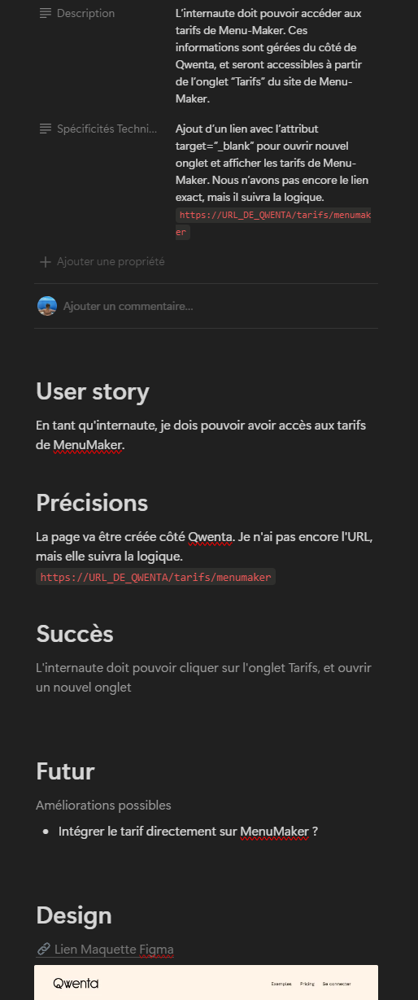 Description
L'internaute doit pouvoir accéder aux
tarifs de Menu-Maker. Ces
informations sont gérées du côté de
Qwenta, et seront accessibles à partir
de l’onglet “Tarifs” du site de Menu-
Maker.
Spécificités Techni...
Ajout d’un lien avec l’attribut
target=”_blank” pour ouvrir nouvel
onglet et afficher les tarifs de Menu-
Maker. Nous n’avons pas encore le lien
exact, mais il suivra la logique.
https://URL_DE_QWENTA/tarifs/menumak
er
Ajouter une propriété
Ajouter un commentaire...
User story
En tant qu'internaute, je dois pouvoir avoir accès aux tarifs
de MenuMaker.
Précisions
La page va être créée côté Qwenta. Je n'ai pas encore l'URL,
mais elle suivra la logique.
https://URL_DE_QWENTA/tarifs/menumaker
Succès
L'internaute doit pouvoir cliquer sur l'onglet Tarifs, et ouvrir
un nouvel onglet
Futur
Améliorations possibles
• Intégrer le tarif directement sur MenuMaker ?
Design
Lien Maquette Figma
Qwenta Exemples Pricing Se connecter